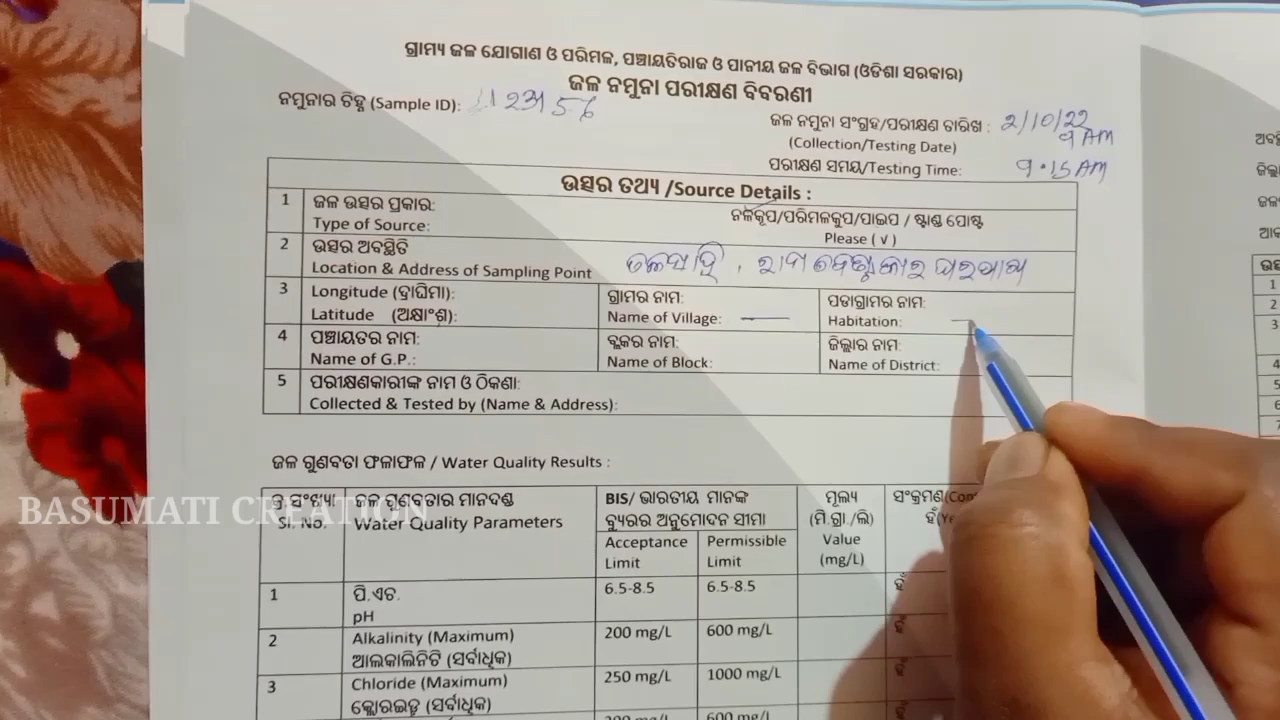 ଗ୍ରାମ୍ୟ ଜଳ ଯୋଗାଣ ଓ ପରିମଳ, ପଞ୍ଚାୟତିରାଜ ଓ ପାନୀୟ ଜଳ ବିଭାଗ (ଓଡିଶା ସରକାର)
ଜଳ ନମୁନା ପରୀକ୍ଷଣ ବିବରଣୀ
ନମୁନାର ଚିହ୍ନ (Sample ID):
ଜଳ ନମୁନା ସଂଗ୍ରହ/ପରୀକ୍ଷଣ ତାରିଖ : 2/10/22
(Collection/Testing Date) 9 AM
ପରୀକ୍ଷଣ ସମୟ/Testing Time: 9.15 AM
ଉତ୍ସର ତଥ୍ୟ /Source Details :
1 ଜଳ ଉତ୍ସର ପ୍ରକାର: ନଳକୂପ/ପରିମଳକୂପ/ପାଇପ / ଷ୍ଟାଣ୍ଡ ପୋଷ୍ଟ
Type of Source: Please (√)
2 ଉତ୍ସର ଅବସ୍ଥିତି
Location & Address of Sampling Point
3 Longitude (ଦ୍ରାଘିମା): ଗ୍ରାମର ନାମ: ପଡାଗ୍ରାମର ନାମ:
Latitude (ଅକ୍ଷାଂଶ): Name of Village: — Habitation: —
4 ପଞ୍ଚାୟତର ନାମ: ବ୍ଲକର ନାମ: ଜିଲ୍ଲାର ନାମ:
Name of G.P.: Name of Block: Name of District:
5 ପରୀକ୍ଷଣକାରୀଙ୍କ ନାମ ଓ ଠିକଣା:
Collected & Tested by (Name & Address):
ଜଳ ଗୁଣବତା ଫଳାଫଳ / Water Quality Results :
କ୍ର.ସଂଖ୍ୟା ଜଳ ଗୁଣବତାର ମାନଦଣ୍ଡ BIS/ ଭାରତୀୟ ମାନଙ୍କ ମୂଲ୍ୟ ସଂକ୍ରମଣ
Sl. No. Water Quality Parameters ବ୍ୟୁରର ଅନୁମୋଦନ ସୀମା (ମି.ଗ୍ରା./ଲି) ହଁ
Acceptance Permissible Value
Limit Limit (mg/L)
1 ପି.ଏଚ. 6.5-8.5 6.5-8.5 ହଁ
pH
2 Alkalinity (Maximum) 200 mg/L 600 mg/L ହଁ
ଆଲକାଲିନିଟି (ସର୍ବାଧିକ)
3 Chloride (Maximum) 250 mg/L 1000 mg/L ହଁ
କ୍ଲୋରାଇଡ୍ (ସର୍ବାଧିକ)
BASUMATI CREATION